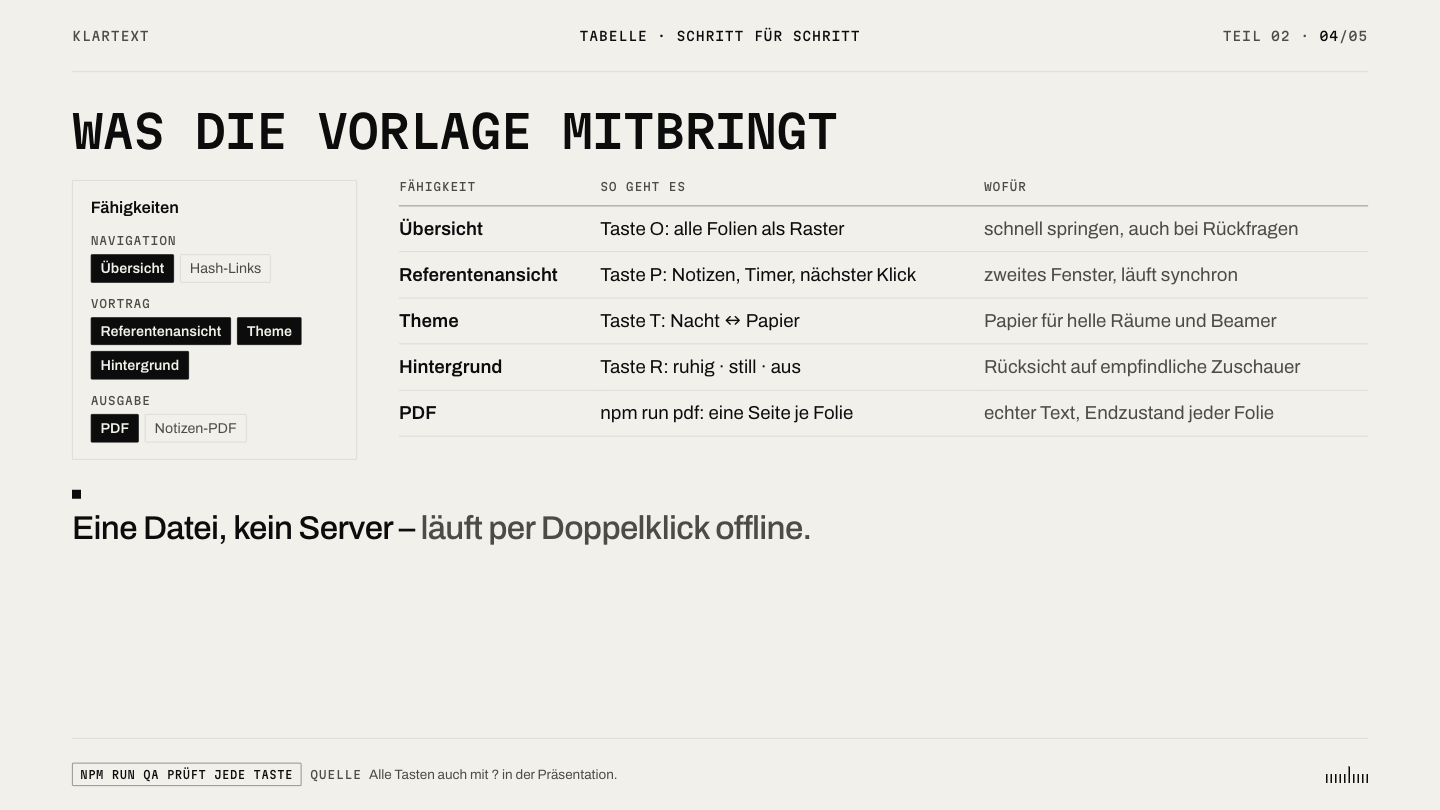 KLARTEXT
TABELLE · SCHRITT FÜR SCHRITT
TEIL 02 · 04/05
WAS DIE VORLAGE MITBRINGT
Fähigkeiten
NAVIGATION
Übersicht Hash-Links
VORTRAG
Referentenansicht Theme
Hintergrund
AUSGABE
PDF Notizen-PDF
FÄHIGKEIT SO GEHT ES WOFÜR
Übersicht Taste O: alle Folien als Raster schnell springen, auch bei Rückfragen
Referentenansicht Taste P: Notizen, Timer, nächster Klick zweites Fenster, läuft synchron
Theme Taste T: Nacht ↔ Papier Papier für helle Räume und Beamer
Hintergrund Taste R: ruhig · still · aus Rücksicht auf empfindliche Zuschauer
PDF npm run pdf: eine Seite je Folie echter Text, Endzustand jeder Folie
Eine Datei, kein Server – läuft per Doppelklick offline.
NPM RUN QA PRÜFT JEDE TASTE QUELLE Alle Tasten auch mit ? in der Präsentation.